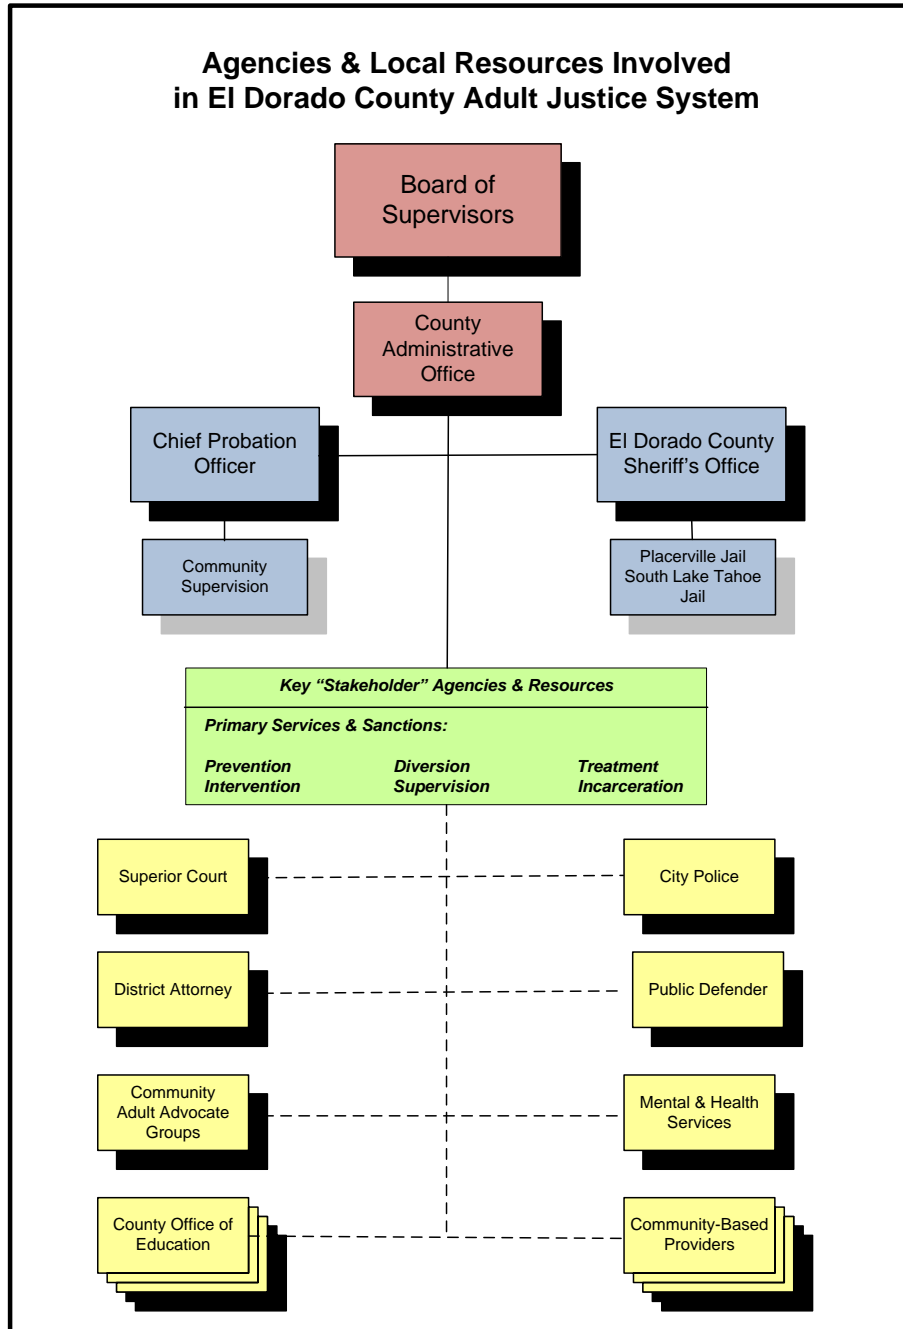 Agencies & Local Resources Involved
in El Dorado County Adult Justice System
Board of
Supervisors
County
Administrative
Office
Chief Probation
Officer
El Dorado County
Sheriff's Office
Community
Supervision
Placerville Jail
South Lake Tahoe
Jail
Key “Stakeholder” Agencies & Resources
Primary Services & Sanctions:
Prevention Diversion Treatment
Intervention Supervision Incarceration
Superior Court
City Police
District Attorney
Public Defender
Community
Adult Advocate
Groups
Mental & Health
Services
County Office of
Education
Community-Based
Providers